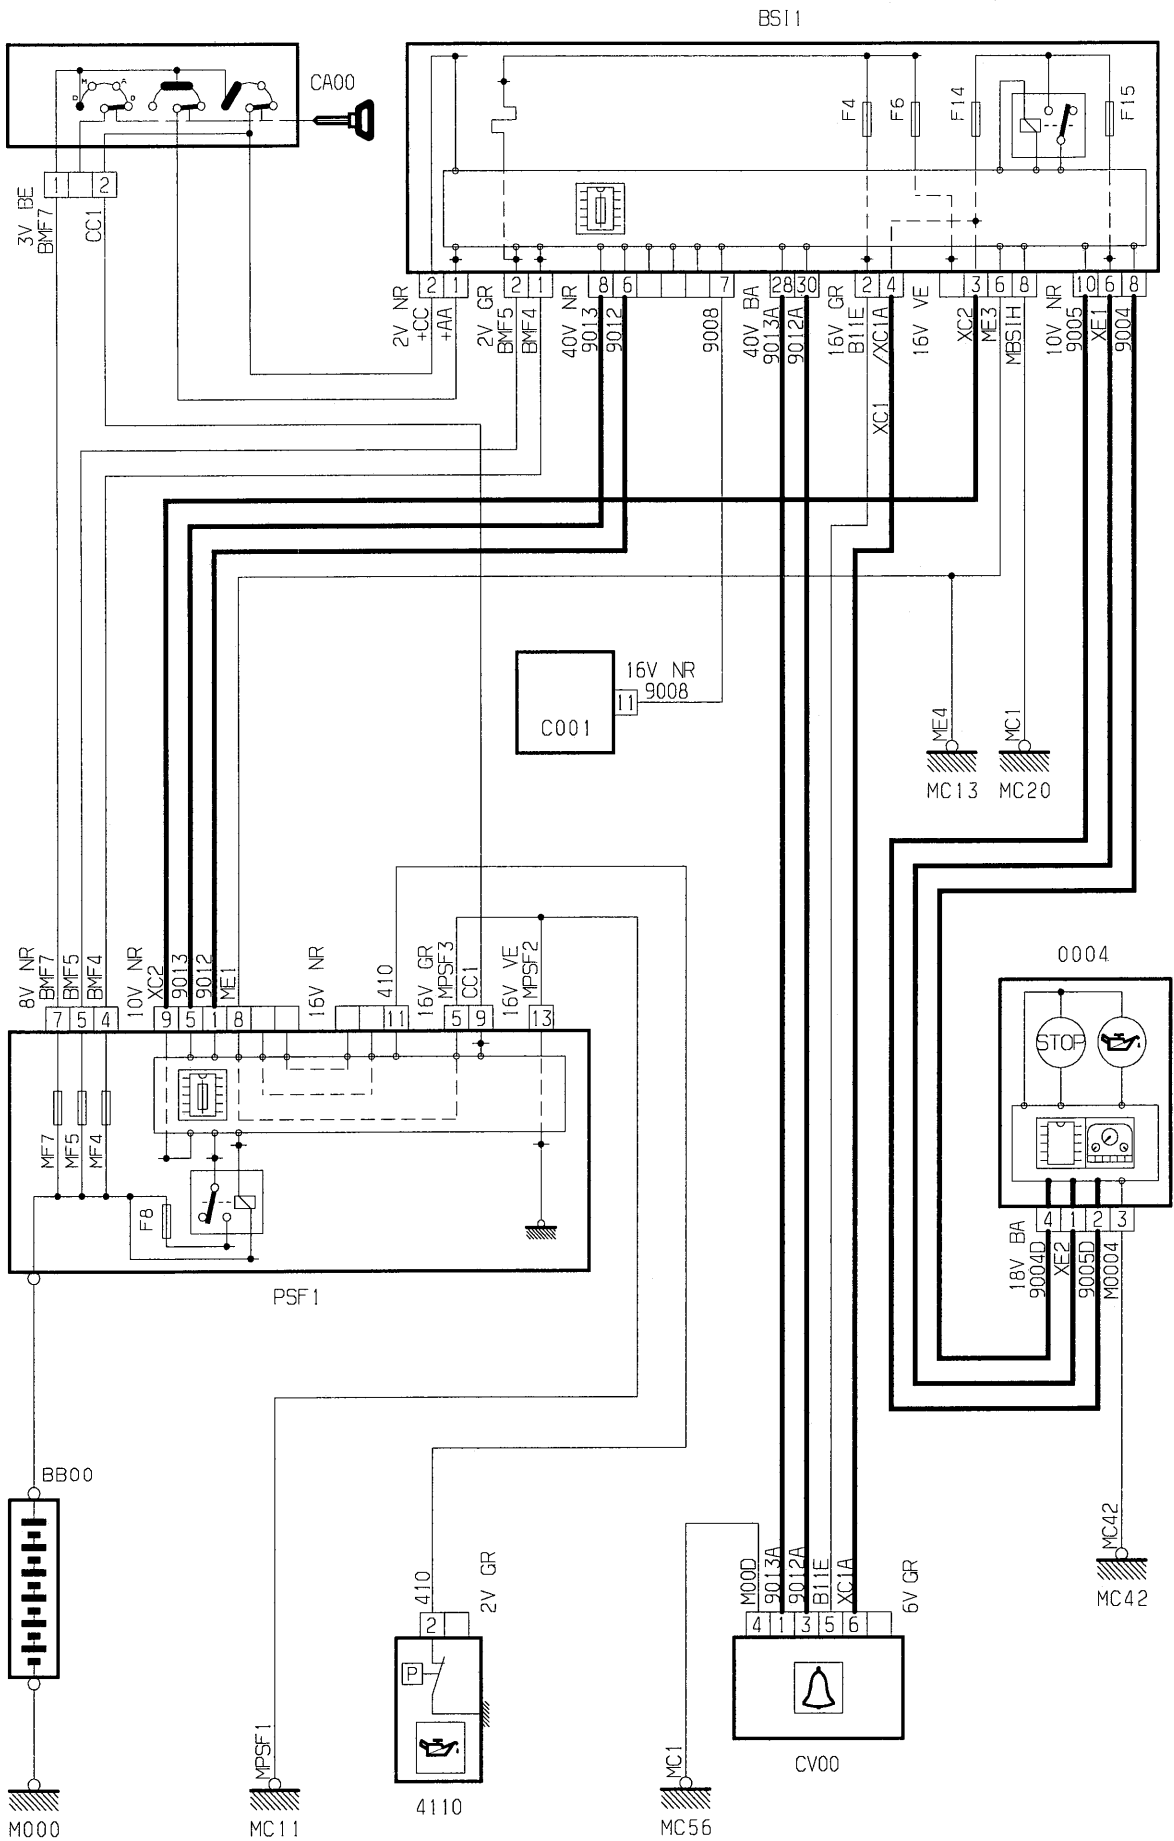 BSI1
CA00
M
A
D
D
F4
F6
F14
F15
1
2
3V BE
BMF7
CC1
2
1
2
1
8
6
7
28
30
2
4
3
6
8
10
6
8
2V NR
+CC
+AA
2V GR
BMF5
BMF4
40V NR
9013
9012
9008
40V BA
9013A
9012A
16V GR
B11E
/XC1A
XC1
16V VE
XC2
ME3
MBSIH
10V NR
9005
XE1
9004
16V NR
9008
11
C001
ME4
MC1
MC13
MC20
8V NR
BMF7
BMF5
BMF4
10V NR
XC2
9013
9012
ME1
16V NR
410
16V GR
MPSF3
CC1
16V VE
MPSF2
7
5
4
9
5
1
8
11
5
9
13
MF7
MF5
MF4
F8
PSF1
0004
STOP
4
1
2
3
18V BA
9004D
XE2
9005D
M0004
BB00
MC42
MC42
M000
MPSF1
MC11
410
2V GR
2
P
4110
MC1
MC56
M00D
9013A
9012A
B11E
XC1A
6V GR
4
1
3
5
6
CV00